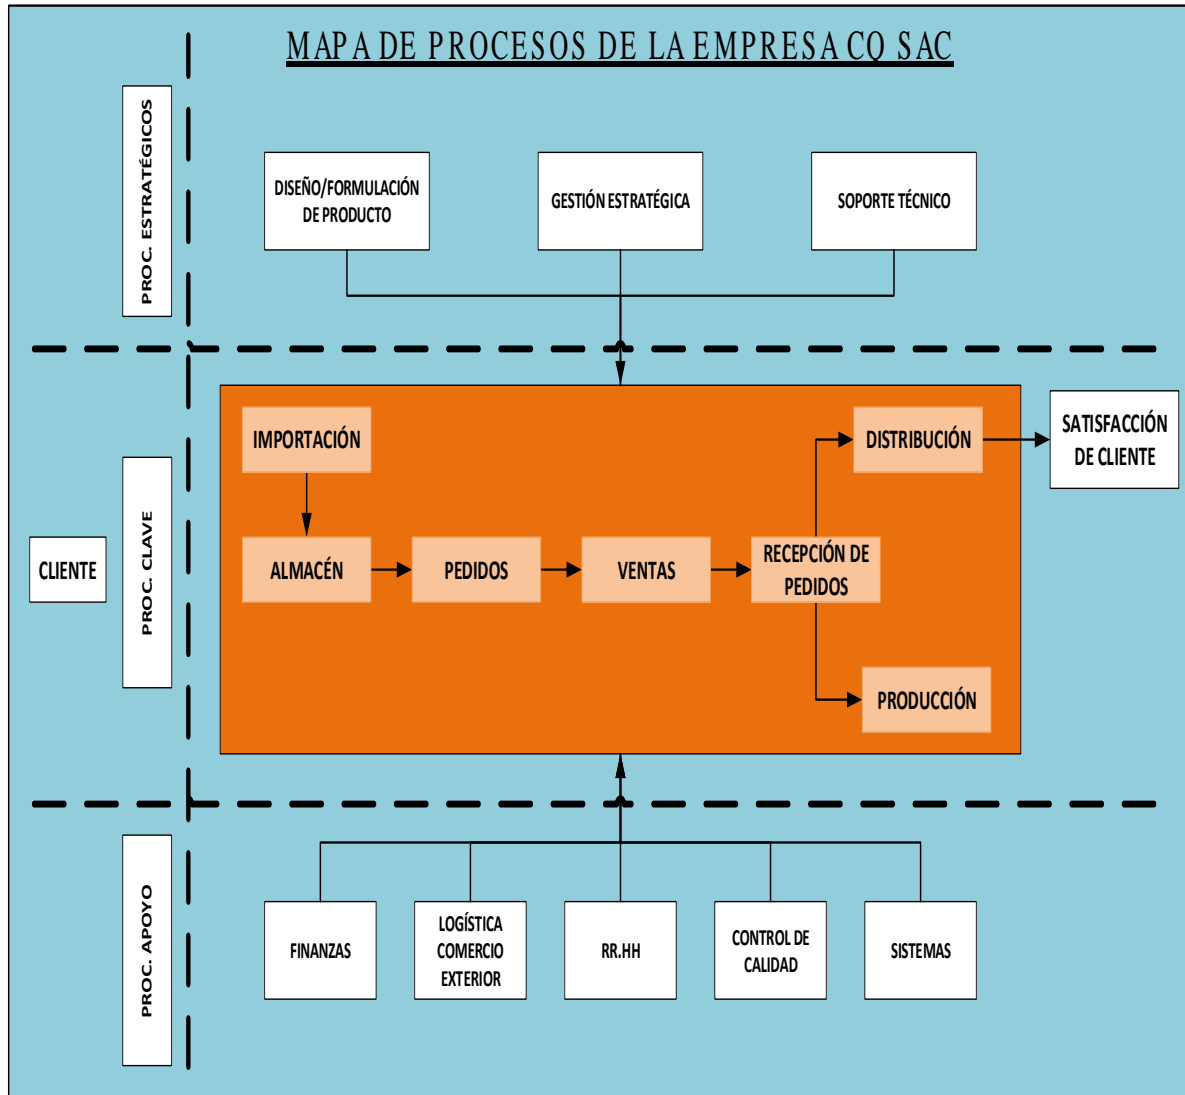 MAPA DE PROCESOS DE LA EMPRESA CQ SAC
PROC. ESTRATÉGICOS
DISEÑO/FORMULACIÓN
DE PRODUCTO
GESTIÓN ESTRATÉGICA
SOPORTE TÉCNICO
CLIENTE
PROC. CLAVE
IMPORTACIÓN
ALMACÉN
PEDIDOS
VENTAS
RECEPCIÓN DE
PEDIDOS
DISTRIBUCIÓN
PRODUCCIÓN
SATISFACCIÓN
DE CLIENTE
PROC. APOYO
FINANZAS
LOGÍSTICA
COMERCIO
EXTERIOR
RR.HH
CONTROL DE
CALIDAD
SISTEMAS